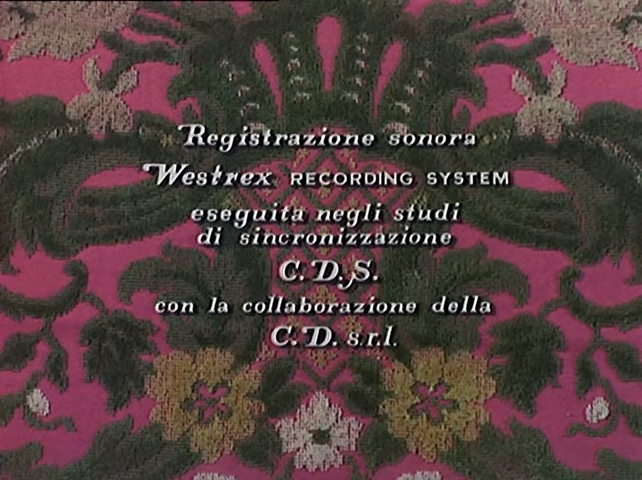 Registrazione sonora
Westrex RECORDING SYSTEM
eseguita negli studi
di sincronizzazione
C.D.S.
con la collaborazione della
C.D. s.r.l.